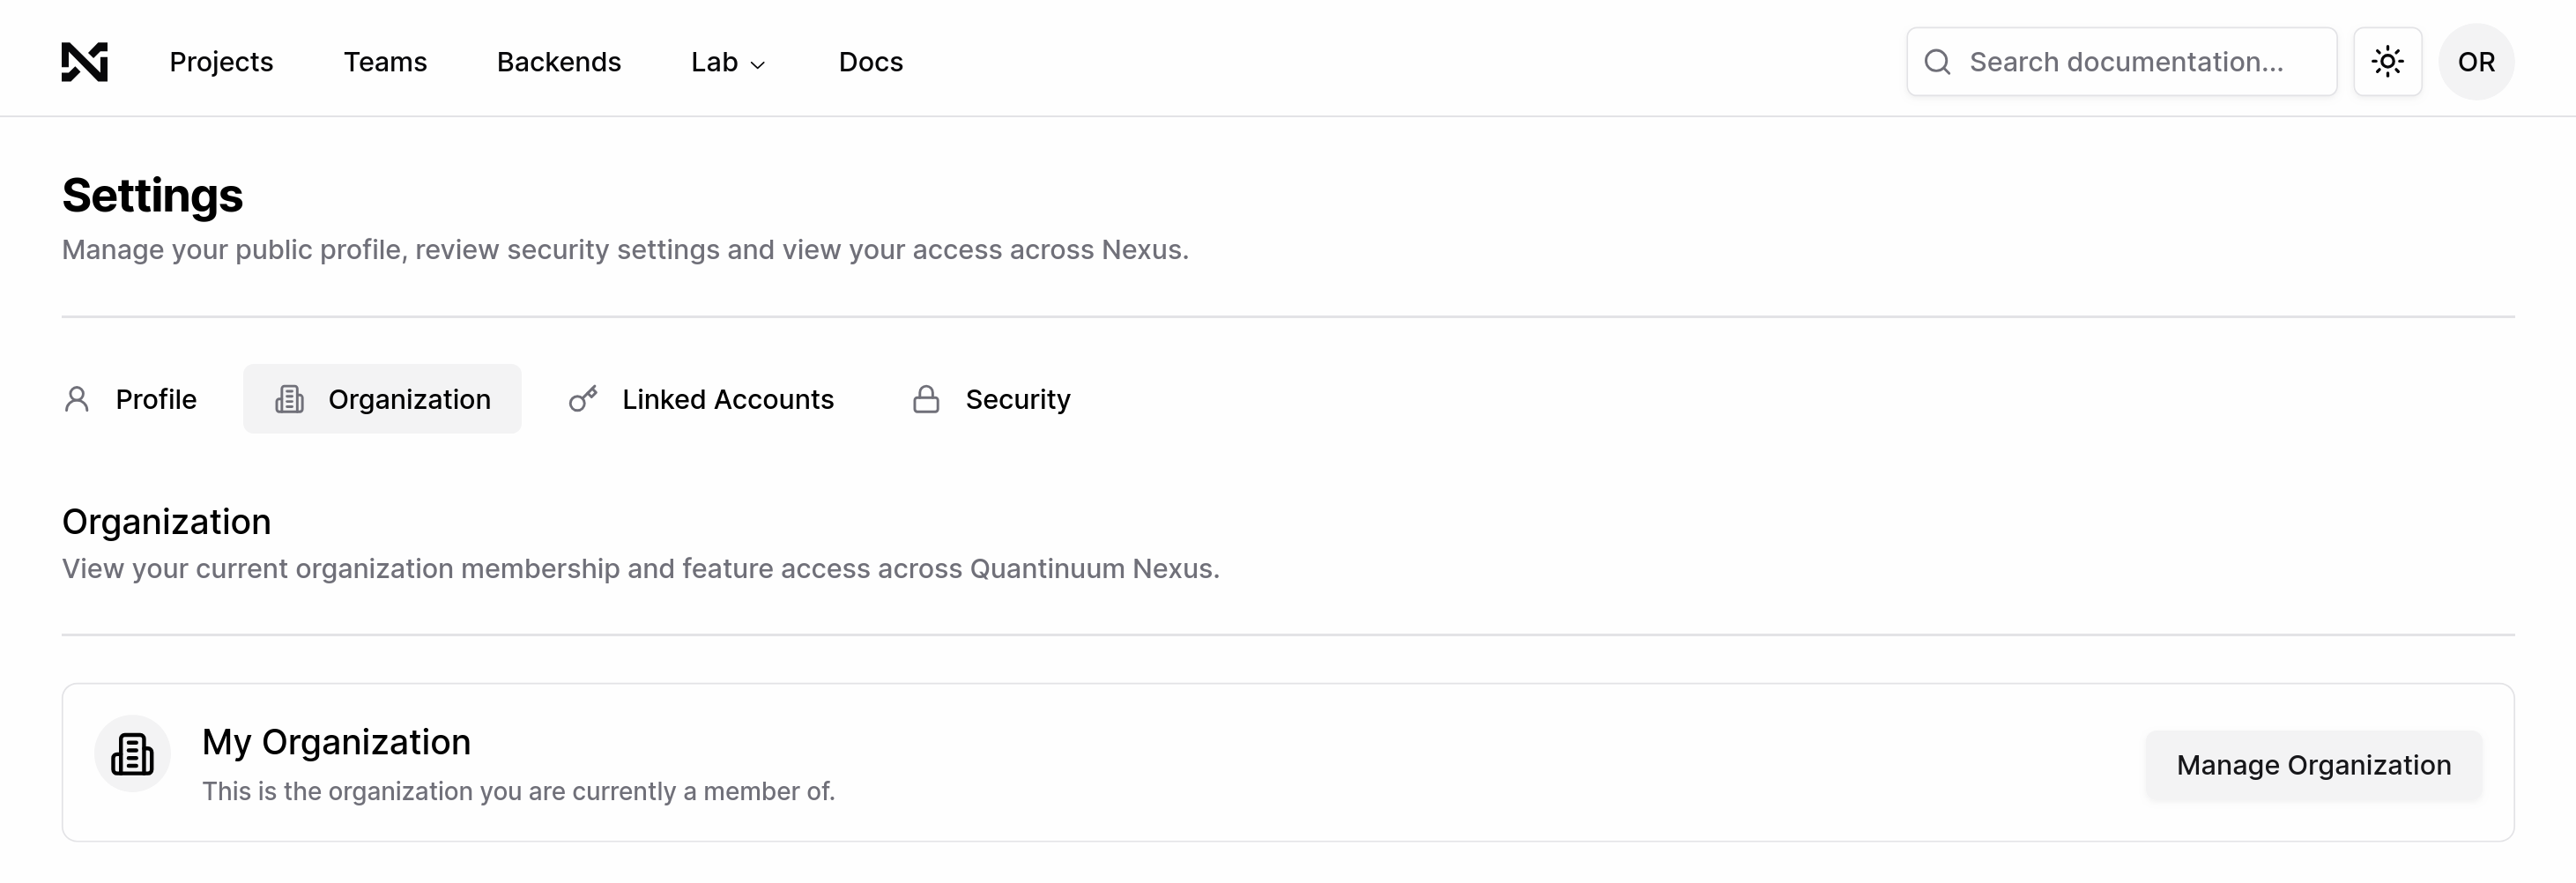 Projects Teams Backends Lab Docs Search documentation... OR
Settings
Manage your public profile, review security settings and view your access across Nexus.
Profile Organization Linked Accounts Security
Organization
View your current organization membership and feature access across Quantinuum Nexus.
My Organization
This is the organization you are currently a member of.
Manage Organization